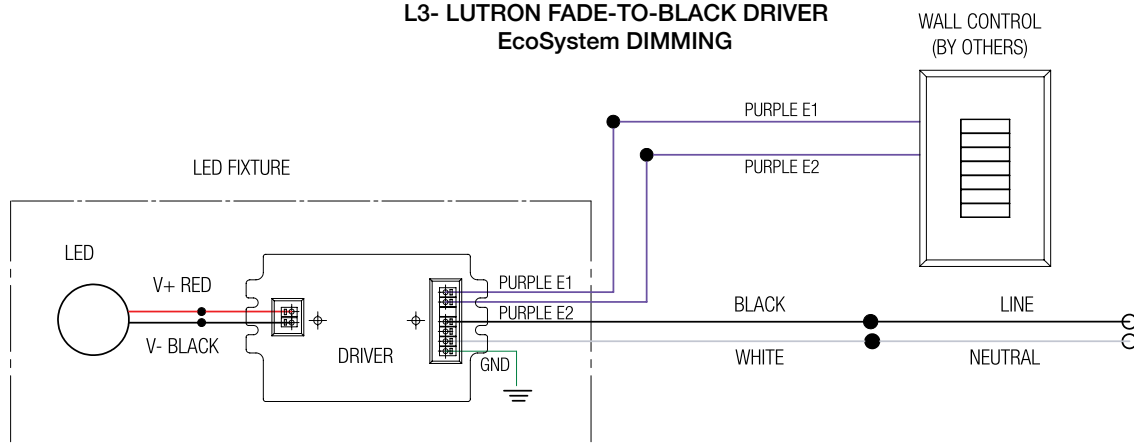 L3- LUTRON FADE-TO-BLACK DRIVER
EcoSystem DIMMING
WALL CONTROL
(BY OTHERS)
PURPLE E1
PURPLE E2
LED FIXTURE
LED
V+ RED
V- BLACK
DRIVER
PURPLE E1
PURPLE E2
GND
BLACK
LINE
WHITE
NEUTRAL